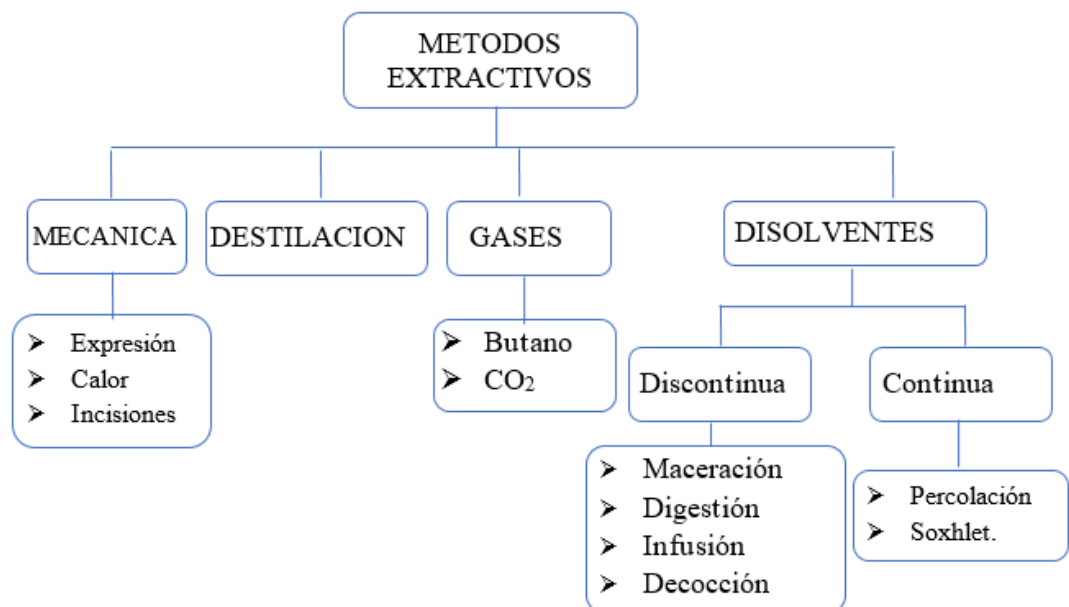 METODOS
EXTRACTIVOS
MECANICA
DESTILACION
GASES
DISOLVENTES
➤ Expresión
➤ Calor
➤ Incisiones
➤ Butano
➤ CO₂
Discontinua
Continua
➤ Maceración
➤ Digestión
➤ Infusión
➤ Decocción
➤ Percolación
➤ Soxhlet.